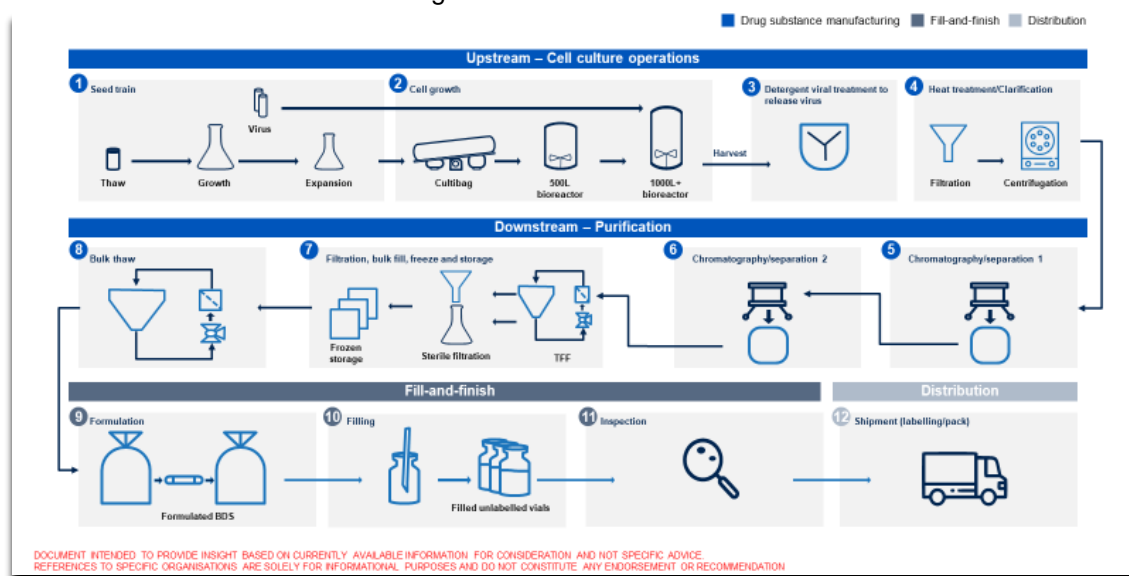 Drug substance manufacturing
Fill-and-finish
Distribution
Upstream – Cell culture operations
1
Seed train
Virus
Thaw
Growth
Expansion
2
Cell growth
Cultibag
500L
bioreactor
1000L+
bioreactor
Harvest
3
Detergent viral treatment to
release virus
4
Heat treatment/Clarification
Filtration
Centrifugation
Downstream – Purification
8
Bulk thaw
7
Filtration, bulk fill, freeze and storage
Frozen
storage
Sterile filtration
TFF
6
Chromatography/separation 2
5
Chromatography/separation 1
Fill-and-finish
Distribution
9
Formulation
Formulated BDS
10
Filling
Filled unlabelled vials
11
Inspection
12
Shipment (labelling/pack)
DOCUMENT INTENDED TO PROVIDE INSIGHT BASED ON CURRENTLY AVAILABLE INFORMATION FOR CONSIDERATION AND NOT SPECIFIC ADVICE.
REFERENCES TO SPECIFIC ORGANISATIONS ARE SOLELY FOR INFORMATIONAL PURPOSES AND DO NOT CONSTITUTE ANY ENDORSEMENT OR RECOMMENDATION